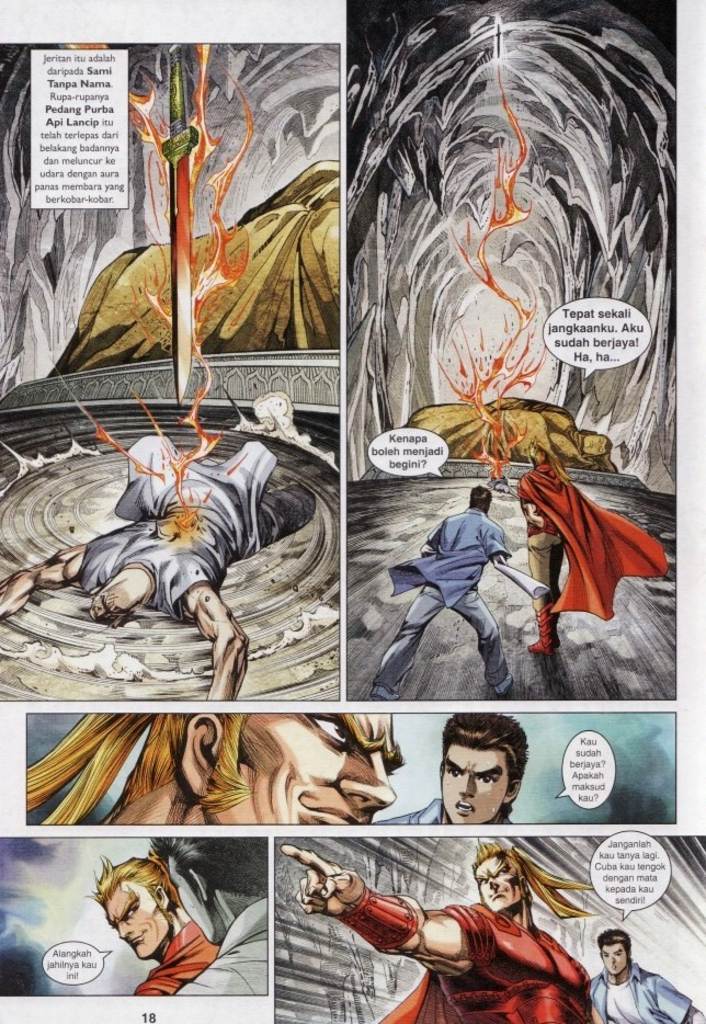 Jeritan itu adalah
daripada Sami
Tanpa Nama.
Rupa-rupanya
Pedang Purba
Api Lancip itu
telah terlepas dari
belakang badannya
dan meluncur ke
udara dengan aura
panas membara yang
berkobar-kobar.
Tepat sekali
jangkaanku. Aku
sudah berjaya!
Ha, ha...
Kenapa
boleh menjadi
begini?
Kau
sudah
berjaya?
Apakah
maksud
kau?
Alangkah
jahilnya kau
ini!
Janganlah
kau tanya lagi.
Cuba kau tengok
dengan mata
kepada kau
sendiri!
18